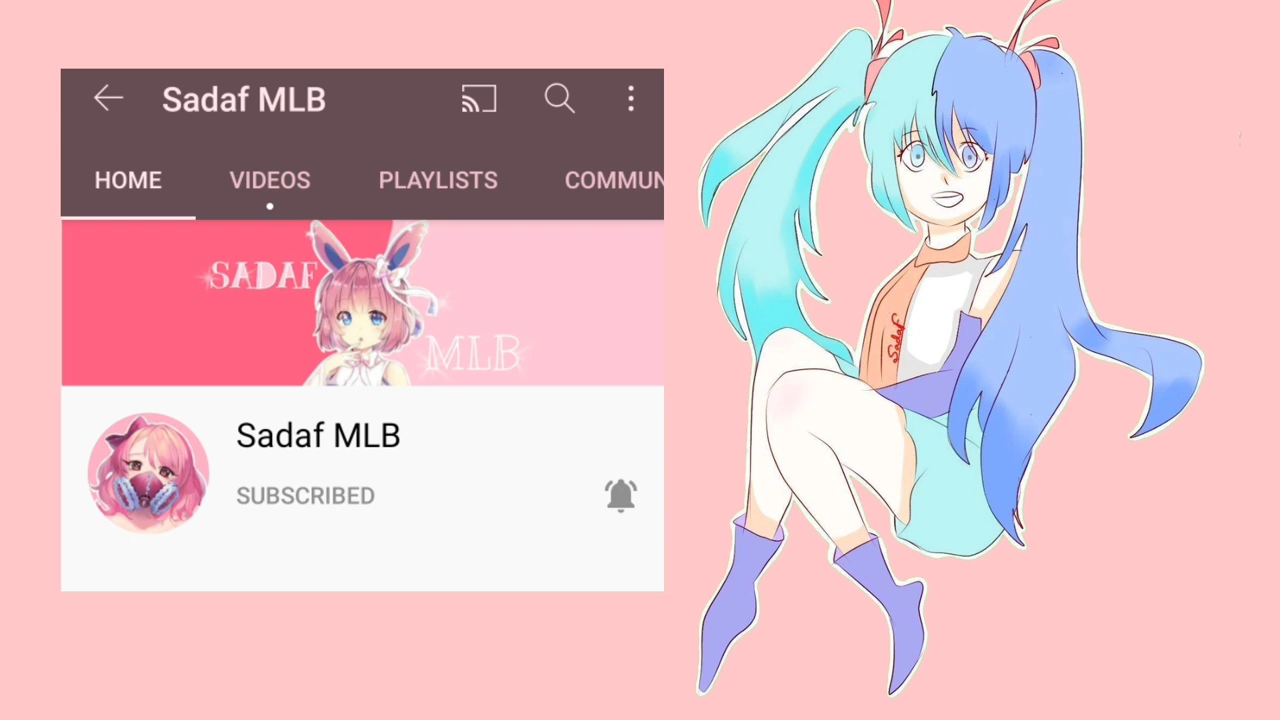 Sadaf MLB
HOME VIDEOS PLAYLISTS COMMUN
SADAF
MLB
Sadaf MLB
SUBSCRIBED
Sadaf